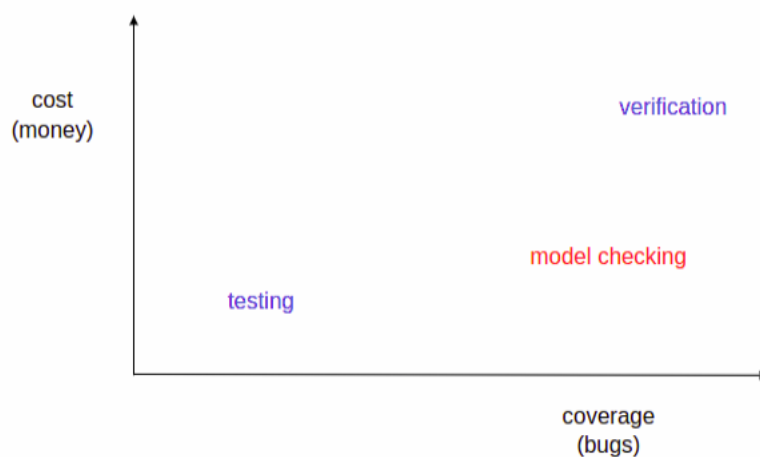 cost
(money)
verification
model checking
testing
coverage
(bugs)